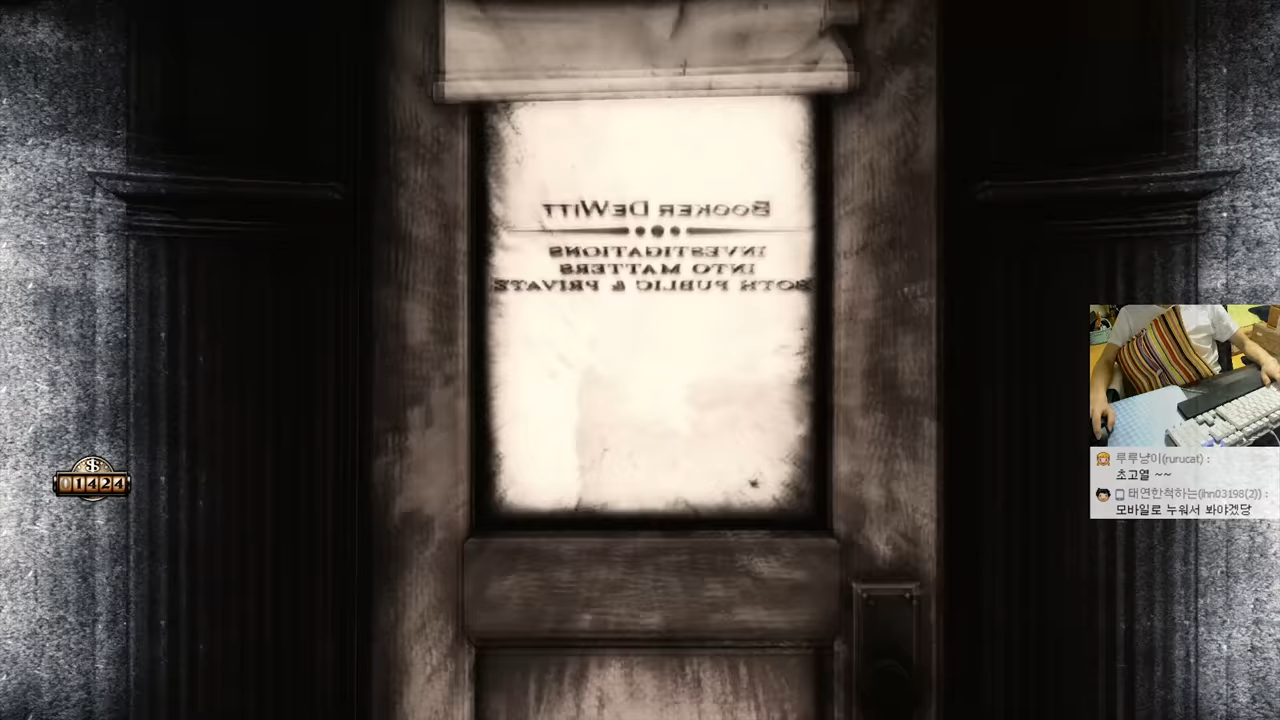 BOOKER DEWITT
INVESTIGATIONS
INTO MATTERS
BOTH PUBLIC & PRIVATE
$
01424
루루냥이(rurucat) :
초고열 ~~
태연한척하는(ihn03198(2)) :
모바일로 누워서 봐야겠당